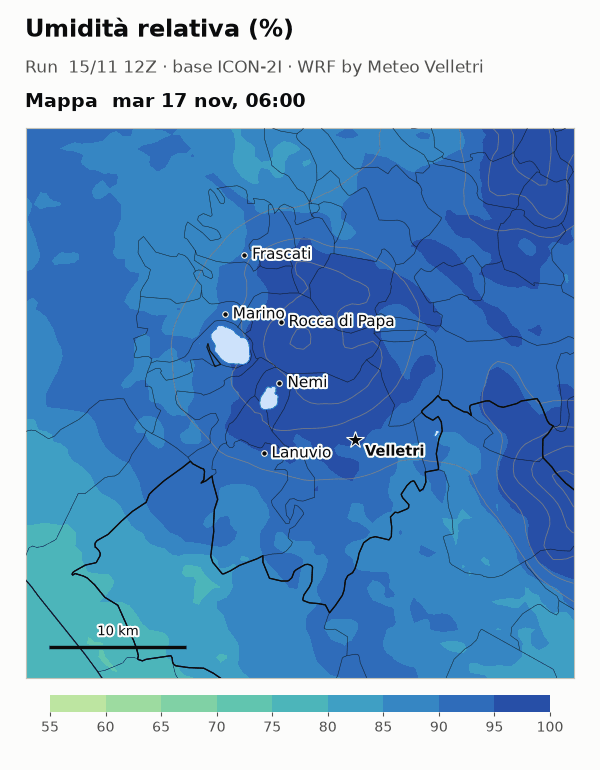 Umidità relativa (%)
Run  15/11 12Z · base ICON-2I · WRF by Meteo Velletri
Mappa  mar 17 nov, 06:00
Frascati
Marino
Rocca di Papa
Nemi
Velletri
Lanuvio
10 km
55 60 65 70 75 80 85 90 95 100